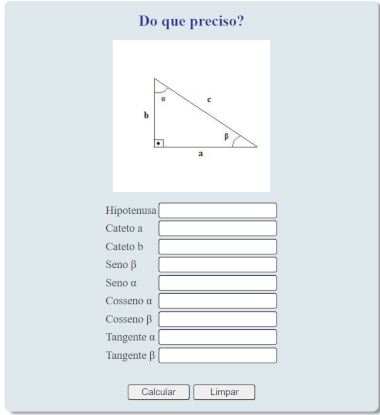 Do que preciso?
α
c
b
β
a
Hipotenusa
Cateto a
Cateto b
Seno β
Seno α
Cosseno α
Cosseno β
Tangente α
Tangente β
Calcular Limpar